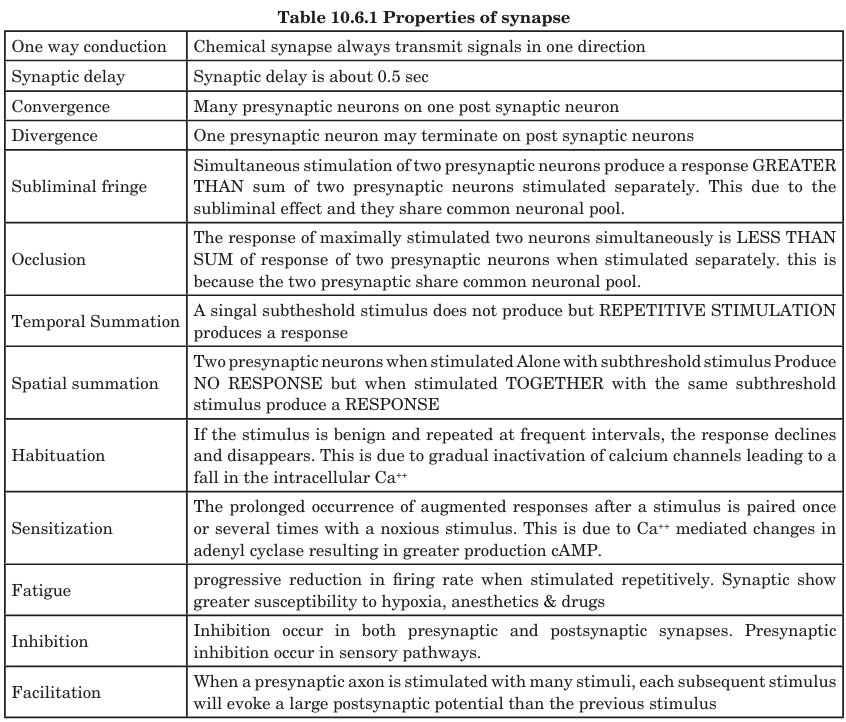 Table 10.6.1 Properties of synapse
One way conduction
Chemical synapse always transmit signals in one direction
Synaptic delay
Synaptic delay is about 0.5 sec
Convergence
Many presynaptic neurons on one post synaptic neuron
Divergence
One presynaptic neuron may terminate on post synaptic neurons
Subliminal fringe
Simultaneous stimulation of two presynaptic neurons produce a response GREATER
THAN sum of two presynaptic neurons stimulated separately. This due to the
subliminal effect and they share common neuronal pool.
Occlusion
The response of maximally stimulated two neurons simultaneously is LESS THAN
SUM of response of two presynaptic neurons when stimulated separately. this is
because the two presynaptic share common neuronal pool.
Temporal Summation
A singal subtheshold stimulus does not produce but REPETITIVE STIMULATION
produces a response
Spatial summation
Two presynaptic neurons when stimulated Alone with subthreshold stimulus Produce
NO RESPONSE but when stimulated TOGETHER with the same subthreshold
stimulus produce a RESPONSE
Habituation
If the stimulus is benign and repeated at frequent intervals, the response declines
and disappears. This is due to gradual inactivation of calcium channels leading to a
fall in the intracellular Ca⁺⁺
Sensitization
The prolonged occurrence of augmented responses after a stimulus is paired once
or several times with a noxious stimulus. This is due to Ca⁺⁺ mediated changes in
adenyl cyclase resulting in greater production cAMP.
Fatigue
progressive reduction in firing rate when stimulated repetitively. Synaptic show
greater susceptibility to hypoxia, anesthetics & drugs
Inhibition
Inhibition occur in both presynaptic and postsynaptic synapses. Presynaptic
inhibition occur in sensory pathways.
Facilitation
When a presynaptic axon is stimulated with many stimuli, each subsequent stimulus
will evoke a large postsynaptic potential than the previous stimulus